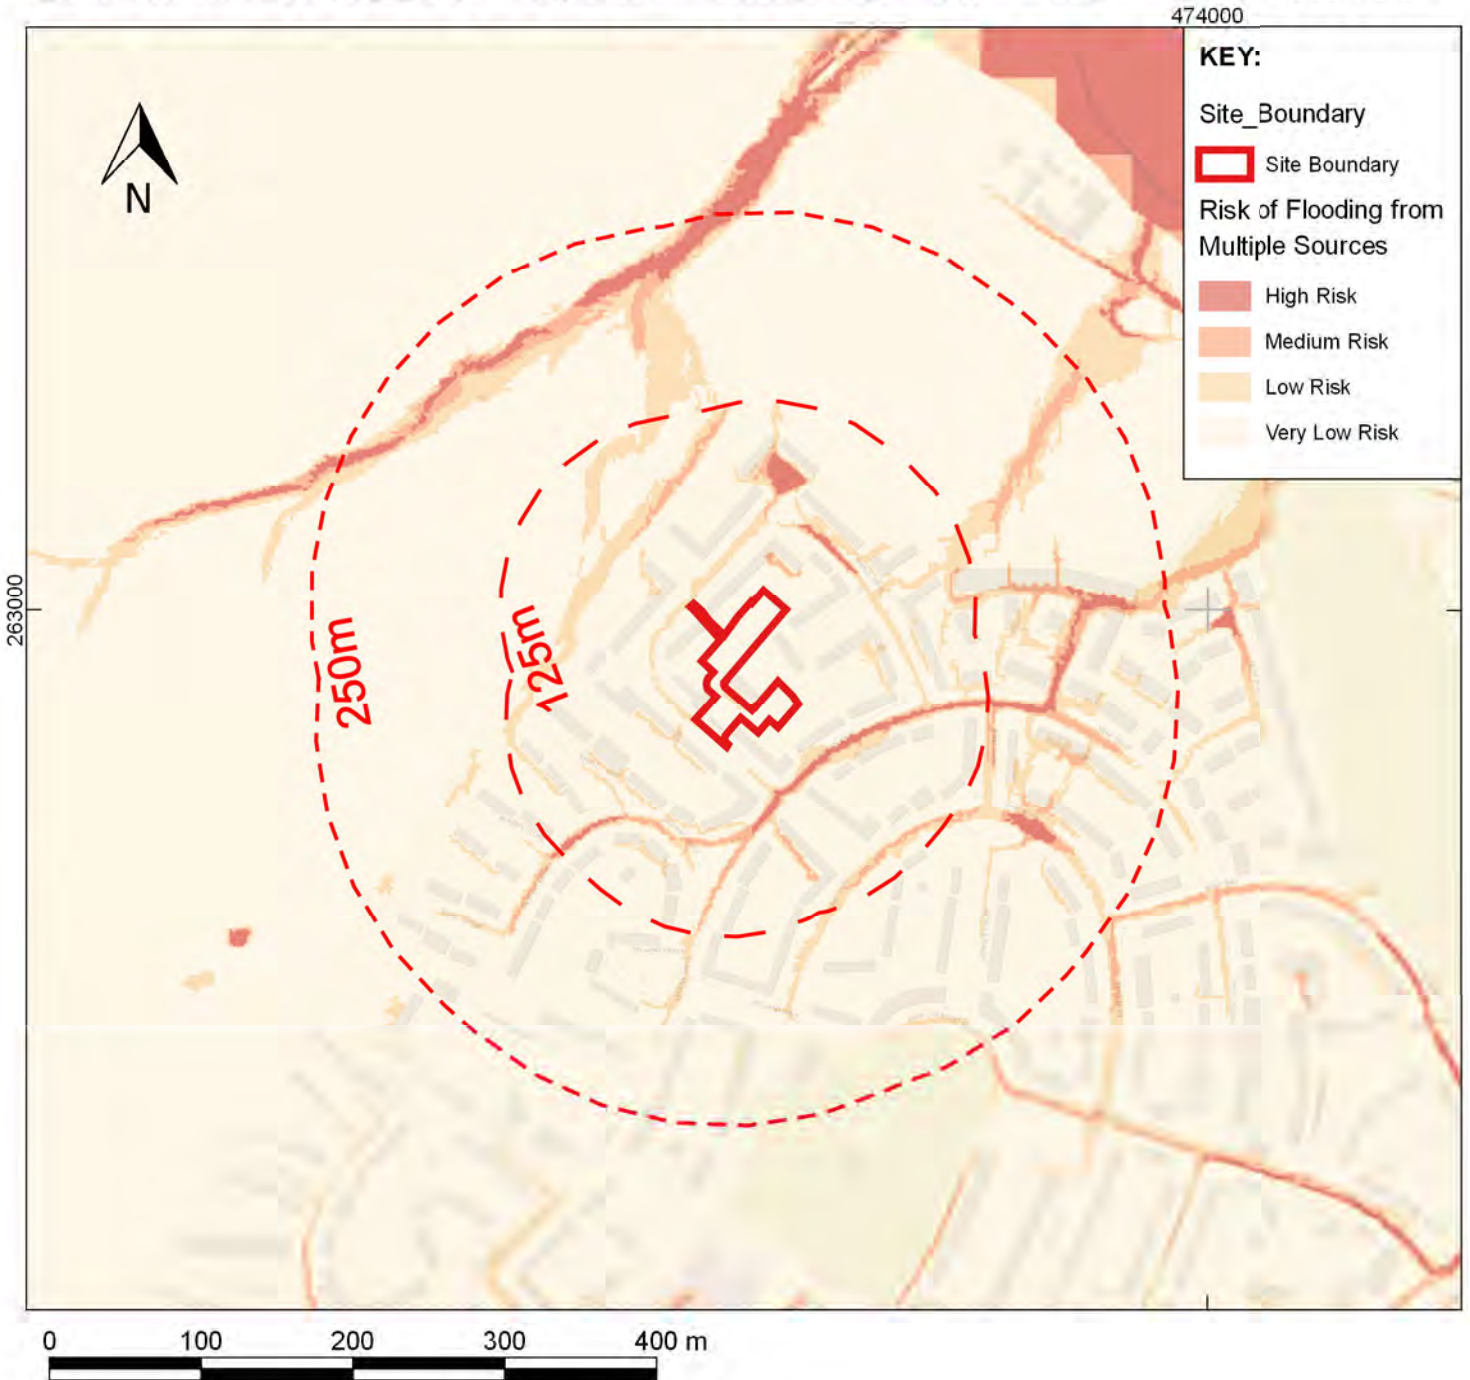 474000
KEY:
Site_Boundary
Site Boundary
Risk of Flooding from
Multiple Sources
High Risk
Medium Risk
Low Risk
Very Low Risk
N
263000
250m
125m
0 100 200 300 400 m